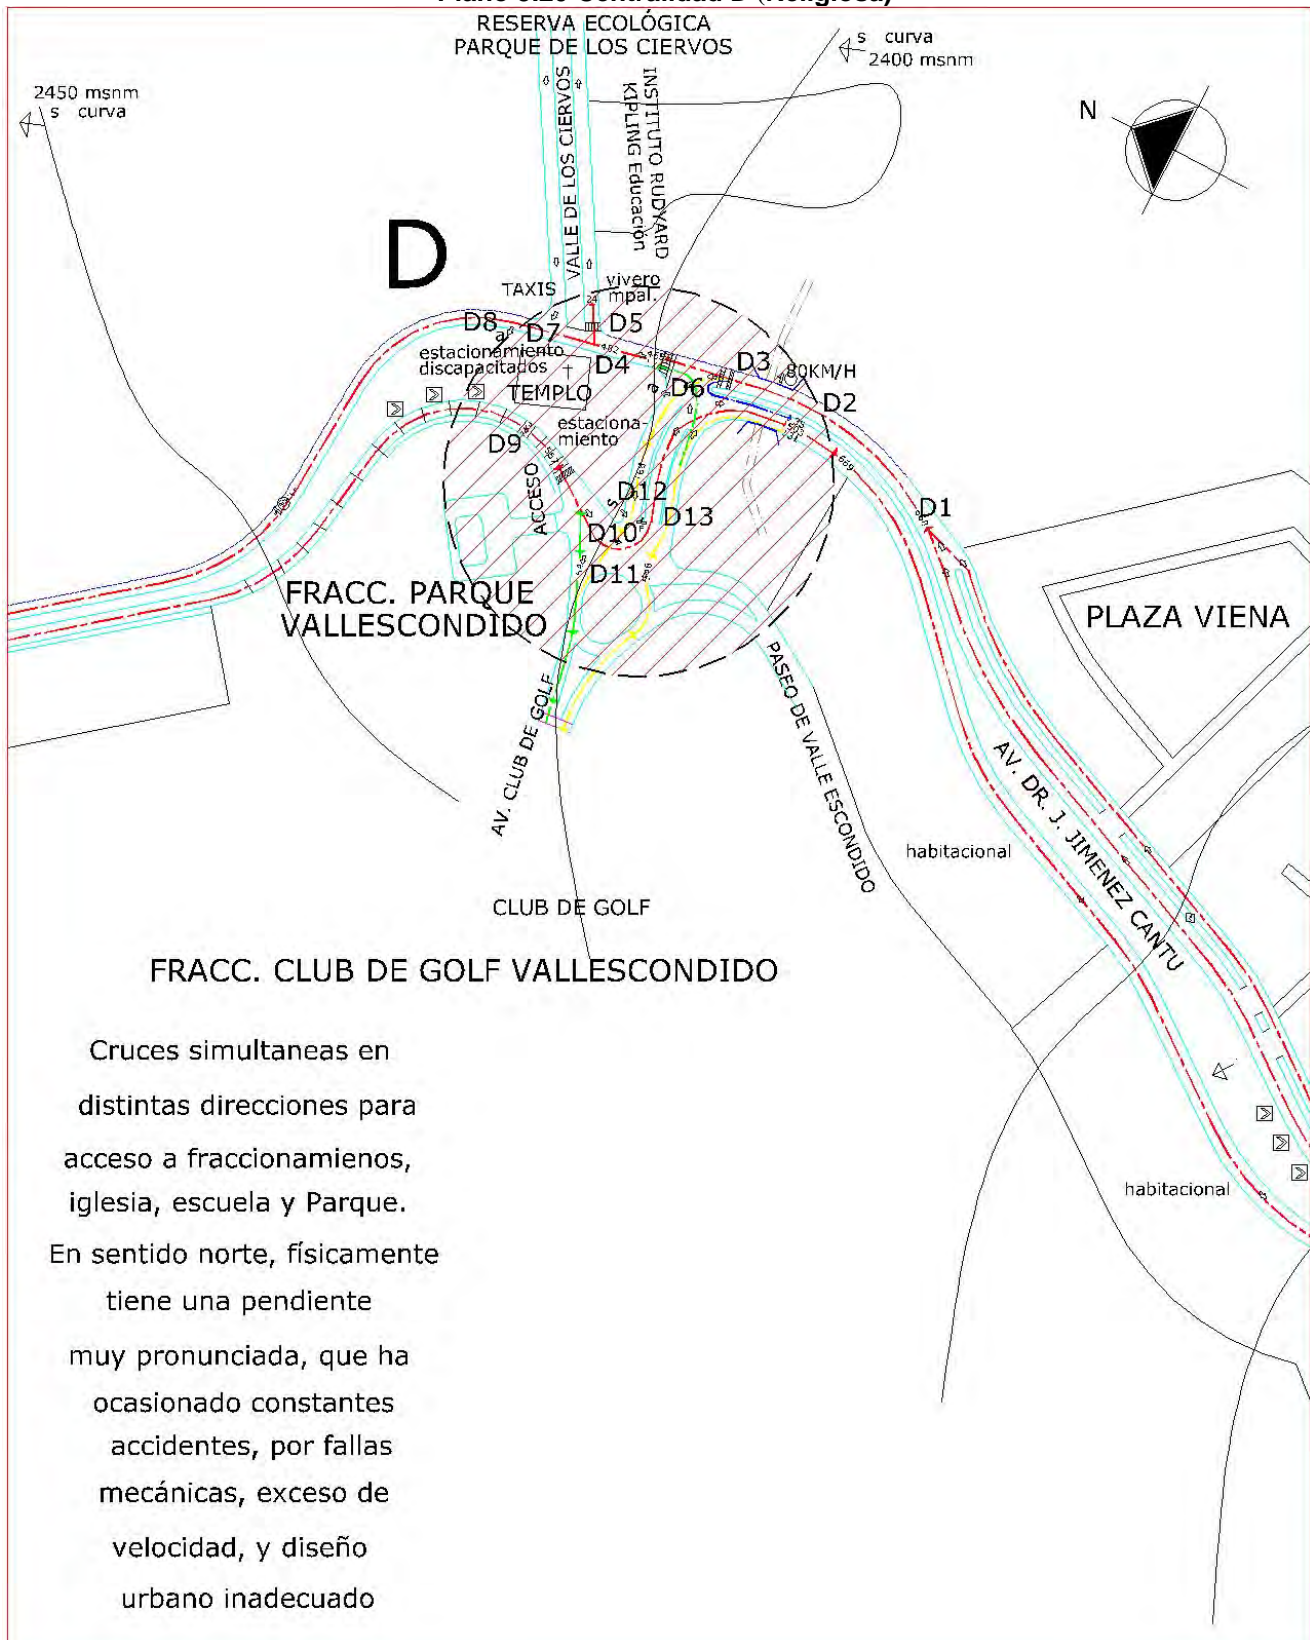 RESERVA ECOLÓGICA
PARQUE DE LOS CIERVOS
s curva
2400 msnm
2450 msnm
s curva
N
VALLE DE LOS CIERVOS
INSTITUTO RUDYARD
KIPLING Educación
D
TAXIS
vivero
mpal.
24
D8
a
D7
D5
estacionamiento
discapacitados
D4
D3
80KM/H
D6
TEMPLO
a
D2
estaciona-
miento
D9
669
ACCESO
s
D12
D1
D10
D13
D11
FRACC. PARQUE
VALLESCONDIDO
PLAZA VIENA
AV. CLUB DE GOLF
PASEO DE VALLE ESCONDIDO
AV. DR. J. JIMENEZ CANTU
habitacional
CLUB DE GOLF
FRACC. CLUB DE GOLF VALLESCONDIDO
habitacional
Cruces simultaneas en
distintas direcciones para
acceso a fraccionamienos,
iglesia, escuela y Parque.
En sentido norte, físicamente
tiene una pendiente
muy pronunciada, que ha
ocasionado constantes
accidentes, por fallas
mecánicas, exceso de
velocidad, y diseño
urbano inadecuado